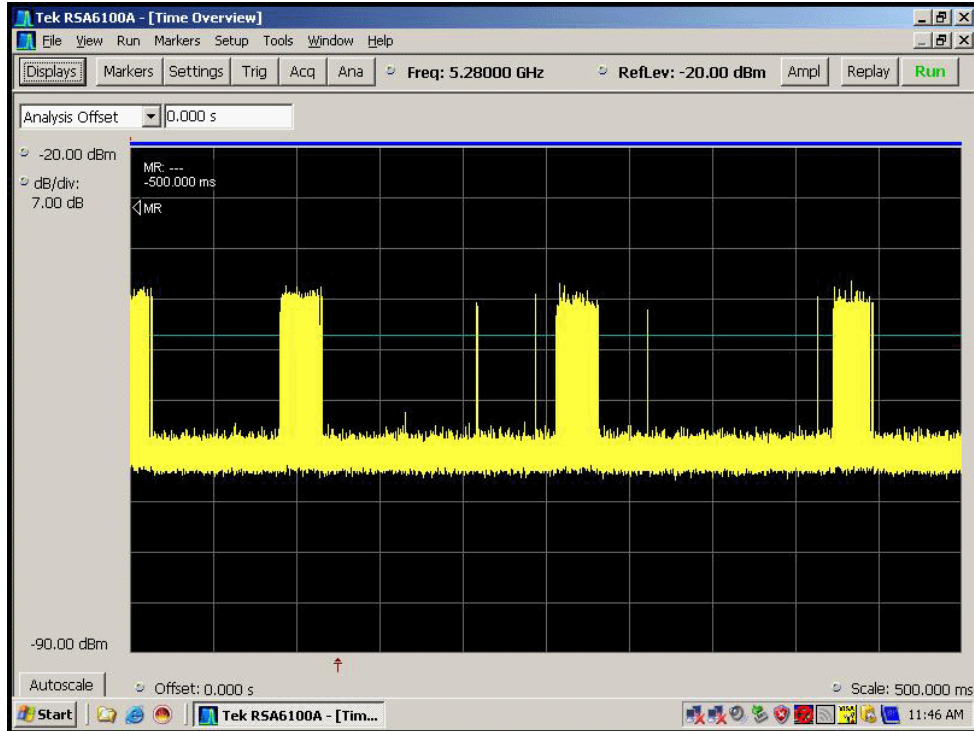 Tek RSA6100A - [Time Overview]
File View Run Markers Setup Tools Window Help
Displays Markers Settings Trig Acq Ana Freq: 5.28000 GHz RefLev: -20.00 dBm Ampl Replay Run
Analysis Offset 0.000 s
-20.00 dBm
dB/div:
7.00 dB
MR: ---
-500.000 ms
MR
-90.00 dBm
Autoscale Offset: 0.000 s Scale: 500.000 ms
Start Tek RSA6100A - [Tim... 11:46 AM